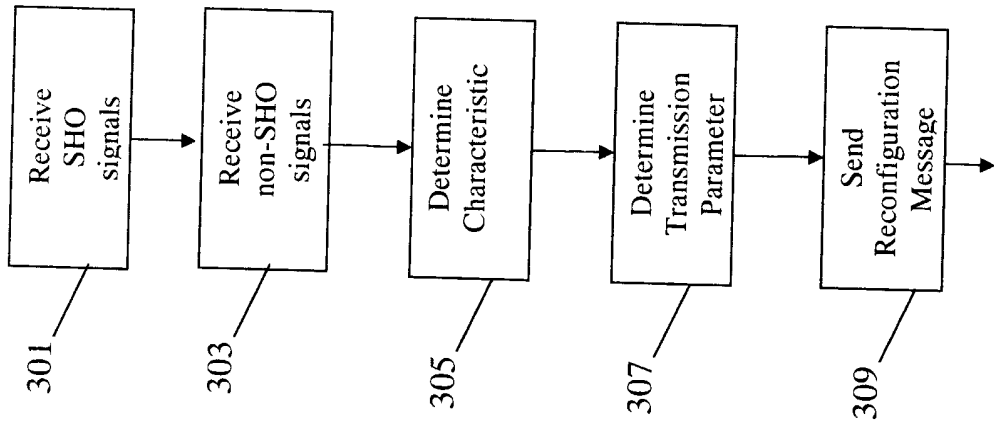 Receive
SHO
signals
301
Receive
non-SHO
signals
303
Determine
Characteristic
305
Determine
Transmission
Parameter
307
Send
Reconfiguration
Message
309